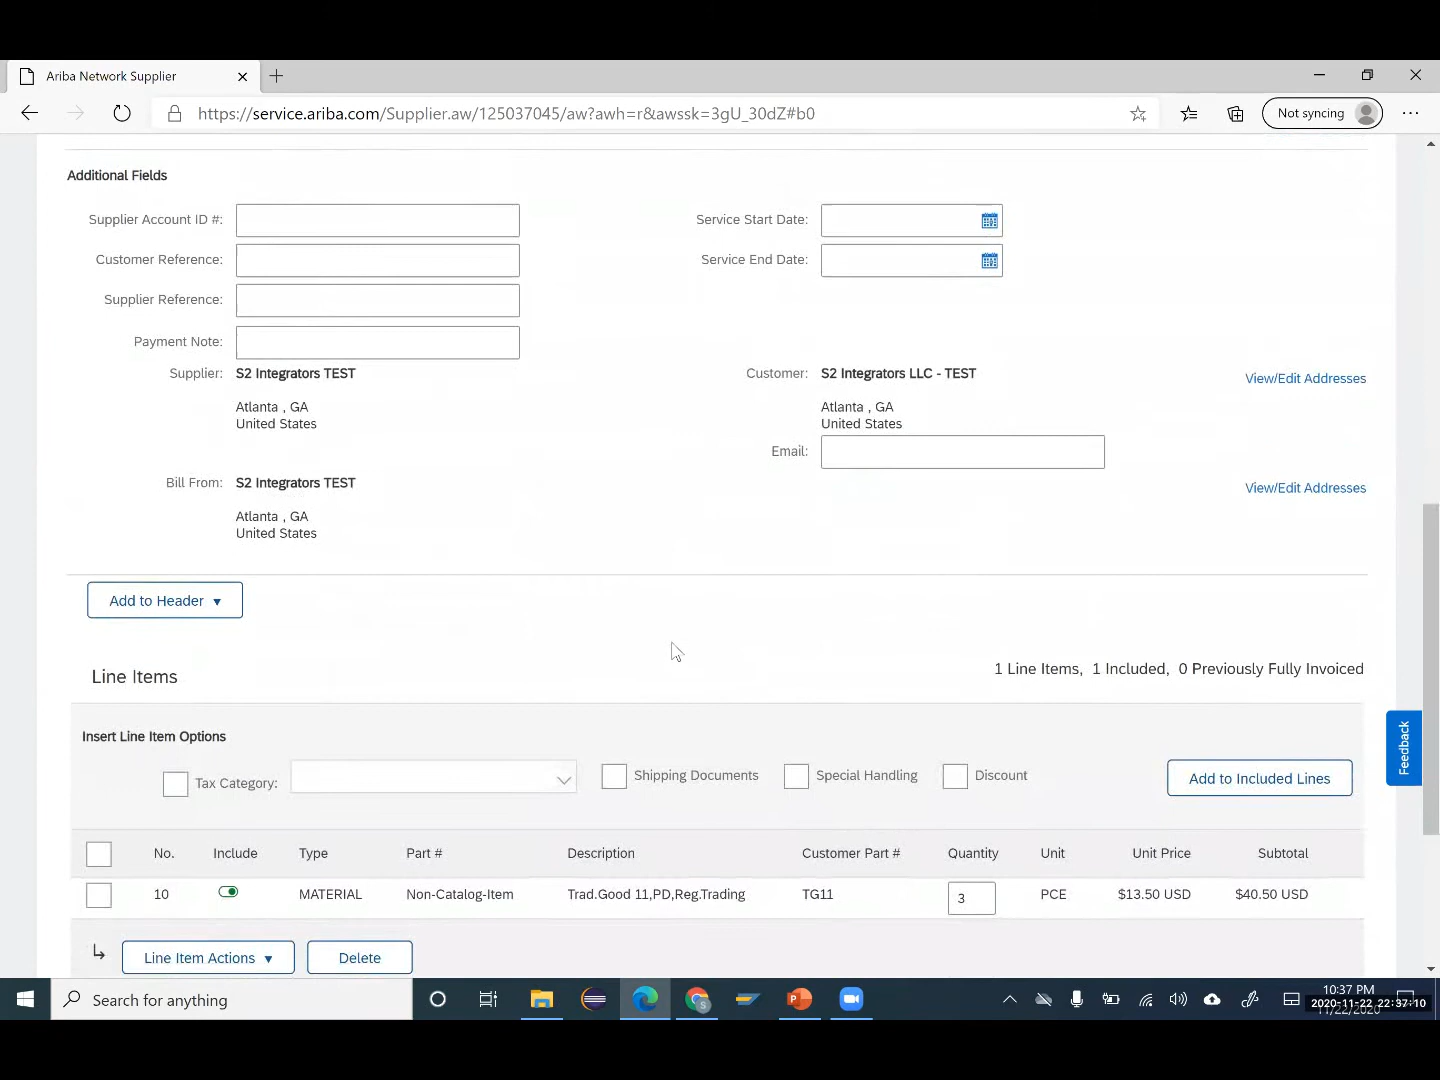 Ariba Network Supplier
https://service.ariba.com/Supplier.aw/125037045/aw?awh=r&awssk=3gU_30dZ#b0
Not syncing
Additional Fields
Supplier Account ID #:
Service Start Date:
Customer Reference:
Service End Date:
Supplier Reference:
Payment Note:
Supplier: S2 Integrators TEST
Customer: S2 Integrators LLC - TEST
View/Edit Addresses
Atlanta , GA
United States
Atlanta , GA
United States
Email:
Bill From: S2 Integrators TEST
View/Edit Addresses
Atlanta , GA
United States
Add to Header
Line Items
1 Line Items, 1 Included, 0 Previously Fully Invoiced
Feedback
Insert Line Item Options
Tax Category:
Shipping Documents
Special Handling
Discount
Add to Included Lines
No. Include Type Part # Description Customer Part # Quantity Unit Unit Price Subtotal
10 MATERIAL Non-Catalog-Item Trad.Good 11,PD,Reg.Trading TG11 3 PCE $13.50 USD $40.50 USD
Line Item Actions
Delete
Search for anything
10:37 PM
2020-11-22 22:37:10
11/22/2020